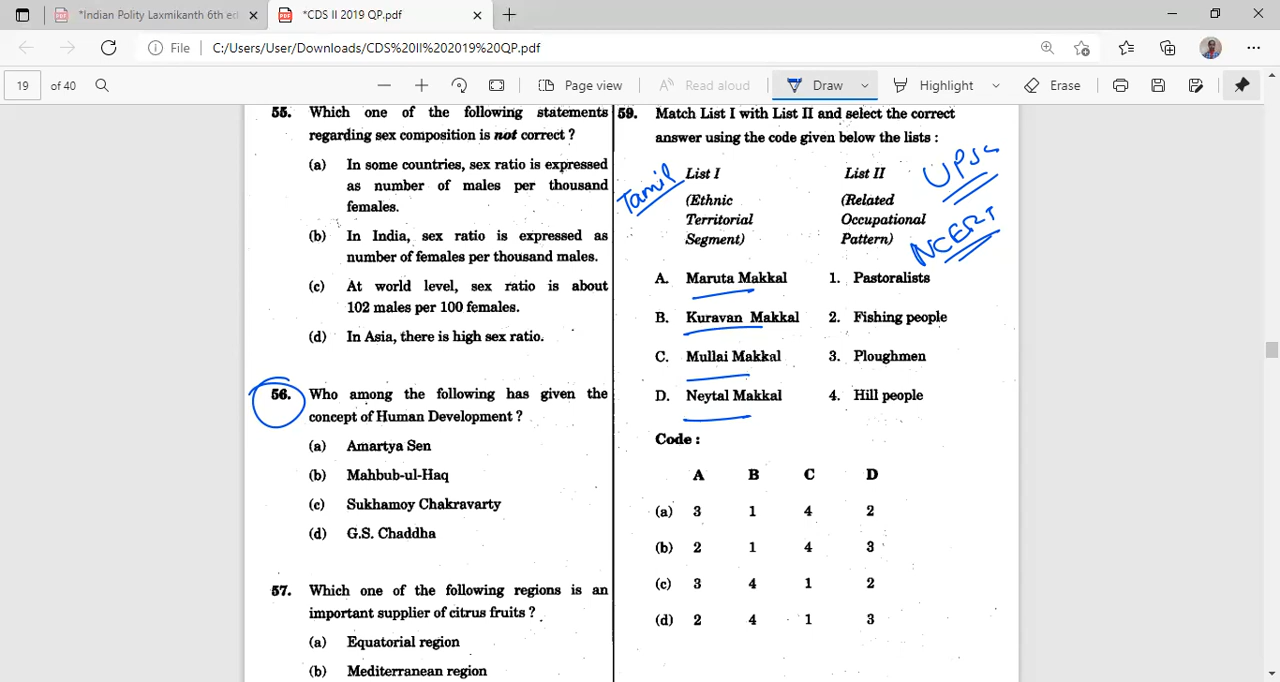 *Indian Polity Laxmikanth 6th ed
*CDS II 2019 QP.pdf
File
C:/Users/User/Downloads/CDS%20II%202019%20QP.pdf
19 of 40
Page view
Read aloud
Draw
Highlight
Erase
55. Which one of the following statements
regarding sex composition is not correct ?
(a) In some countries, sex ratio is expressed
as number of males per thousand
females.
(b) In India, sex ratio is expressed as
number of females per thousand males.
(c) At world level, sex ratio is about
102 males per 100 females.
(d) In Asia, there is high sex ratio.
56. Who among the following has given the
concept of Human Development ?
(a) Amartya Sen
(b) Mahbub-ul-Haq
(c) Sukhamoy Chakravarty
(d) G.S. Chaddha
57. Which one of the following regions is an
important supplier of citrus fruits ?
(a) Equatorial region
(b) Mediterranean region
59. Match List I with List II and select the correct
answer using the code given below the lists :
Tamil
UPSC
NCERT
List I List II
(Ethnic (Related
Territorial Occupational
Segment) Pattern)
A. Maruta Makkal 1. Pastoralists
B. Kuravan Makkal 2. Fishing people
C. Mullai Makkal 3. Ploughmen
D. Neytal Makkal 4. Hill people
Code :
A B C D
(a) 3 1 4 2
(b) 2 1 4 3
(c) 3 4 1 2
(d) 2 4 1 3